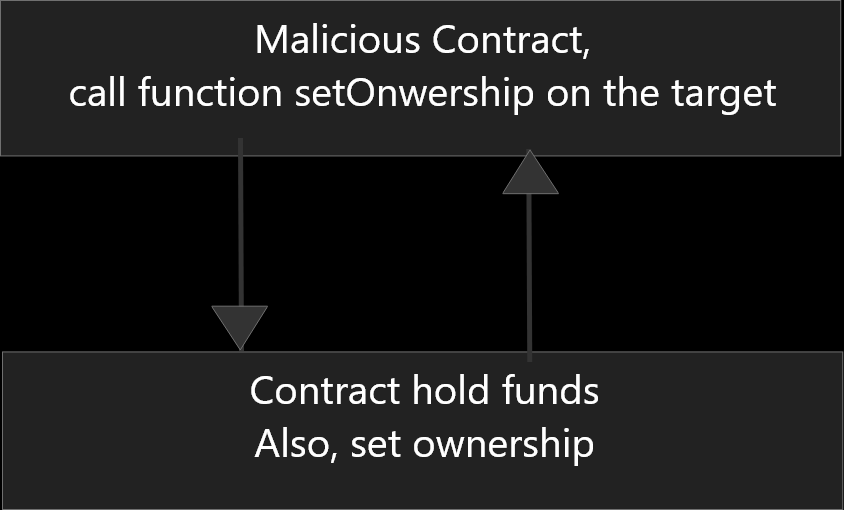 Malicious Contract,
call function setOnwership on the target
Contract hold funds
Also, set ownership